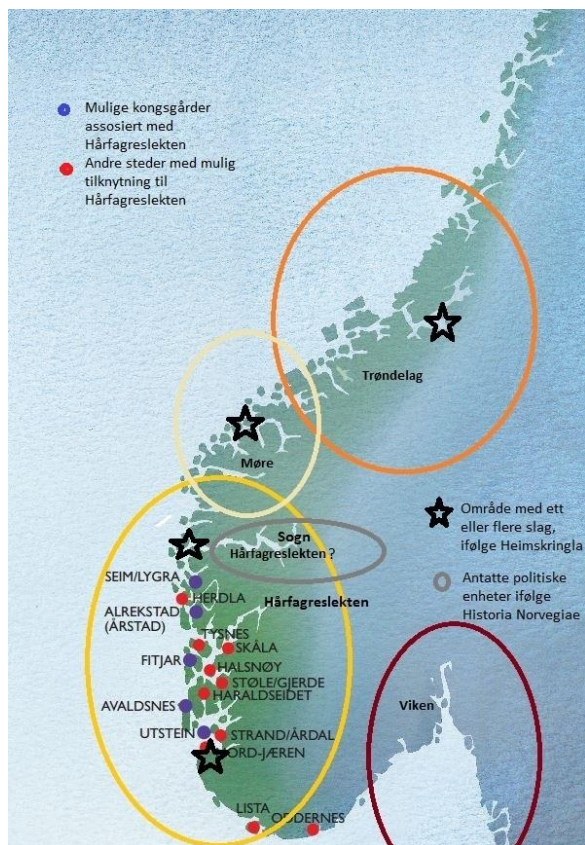 Mulige kongsgårder
assosiert med
Hårfagreslekten
Andre steder med mulig
tilknytning til
Hårfagreslekten
Trøndelag
Møre
Område med ett
eller flere slag,
ifølge Heimskringla
Sogn
Hårfagreslekten ?
Antatte politiske
enheter ifølge
Historia Norvegiae
SEIM/LYGRA
HERDLA
Hårfagreslekten
ALREKSTAD
(ÅRSTAD)
TYSNES
SKÅLA
FITJAR
HALSNØY
STØLE/GJERDE
HARALDSEIDET
AVALDSNES
Viken
UTSTEIN
STRAND/ÅRDAL
ORD-JÆREN
LISTA
ODDERNES